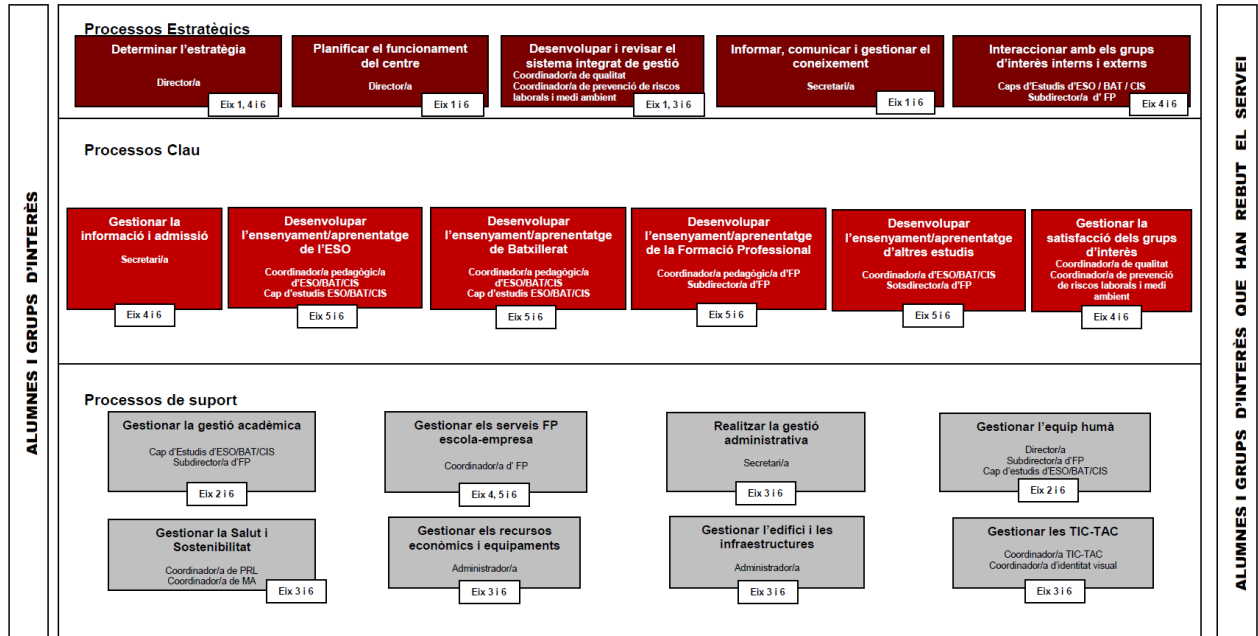 ALUMNES I GRUPS D'INTERÈS
Processos Estratègics
Determinar l'estratègia
Director/a
Eix 1, 4 i 6
Planificar el funcionament
del centre
Director/a
Eix 1 i 6
Desenvolupar i revisar el
sistema integrat de gestió
Coordinador/a de qualitat
Coordinador/a de prevenció de riscos
laborals i medi ambient
Eix 1, 3 i 6
Informar, comunicar i gestionar el
coneixement
Secretari/a
Eix 1 i 6
Interaccionar amb els grups
d'interès interns i externs
Caps d'Estudis d'ESO / BAT / CIS
Subdirector/a d' FP
Eix 4 i 6
Processos Clau
Gestionar la
informació i admissió
Secretari/a
Eix 4 i 6
Desenvolupar
l'ensenyament/aprenentatge
de l'ESO
Coordinador/a pedagògic/a
d'ESO/BAT/CIS
Cap d'estudis ESO/BAT/CIS
Eix 5 i 6
Desenvolupar
l'ensenyament/aprenentatge
de Batxillerat
Coordinador/a pedagògic/a
d'ESO/BAT/CIS
Cap d'estudis ESO/BAT/CIS
Eix 5 i 6
Desenvolupar
l'ensenyament/aprenentatge
de la Formació Professional
Coordinador/a pedagògic/a d'FP
Subdirector/a d'FP
Eix 5 i 6
Desenvolupar
l'ensenyament/aprenentatge
d'altres estudis
Coordinador/a d'ESO/BAT/CIS
Sotsdirector/a d'FP
Eix 5 i 6
Gestionar la
satisfacció dels grups
d'interès
Coordinador/a de qualitat
Coordinador/a de prevenció
de riscos laborals i medi
ambient
Eix 4 i 6
Processos de suport
Gestionar la gestió acadèmica
Cap d'Estudis d'ESO/BAT/CIS
Subdirector/a d'FP
Eix 2 i 6
Gestionar els serveis FP
escola-empresa
Coordinador/a d' FP
Eix 4, 5 i 6
Realitzar la gestió
administrativa
Secretari/a
Eix 3 i 6
Gestionar l'equip humà
Director/a
Subdirector/a d'FP
Cap d'estudis d'ESO/BAT/CIS
Eix 2 i 6
Gestionar la Salut i
Sostenibilitat
Coordinador/a de PRL
Coordinador/a de MA
Eix 3 i 6
Gestionar els recursos
econòmics i equipaments
Administrador/a
Eix 3 i 6
Gestionar l'edifici i les
infraestructures
Administrador/a
Eix 3 i 6
Gestionar les TIC-TAC
Coordinador/a TIC-TAC
Coordinador/a d'identitat visual
Eix 3 i 6
ALUMNES I GRUPS D'INTERÈS QUE HAN REBUT EL SERVEI